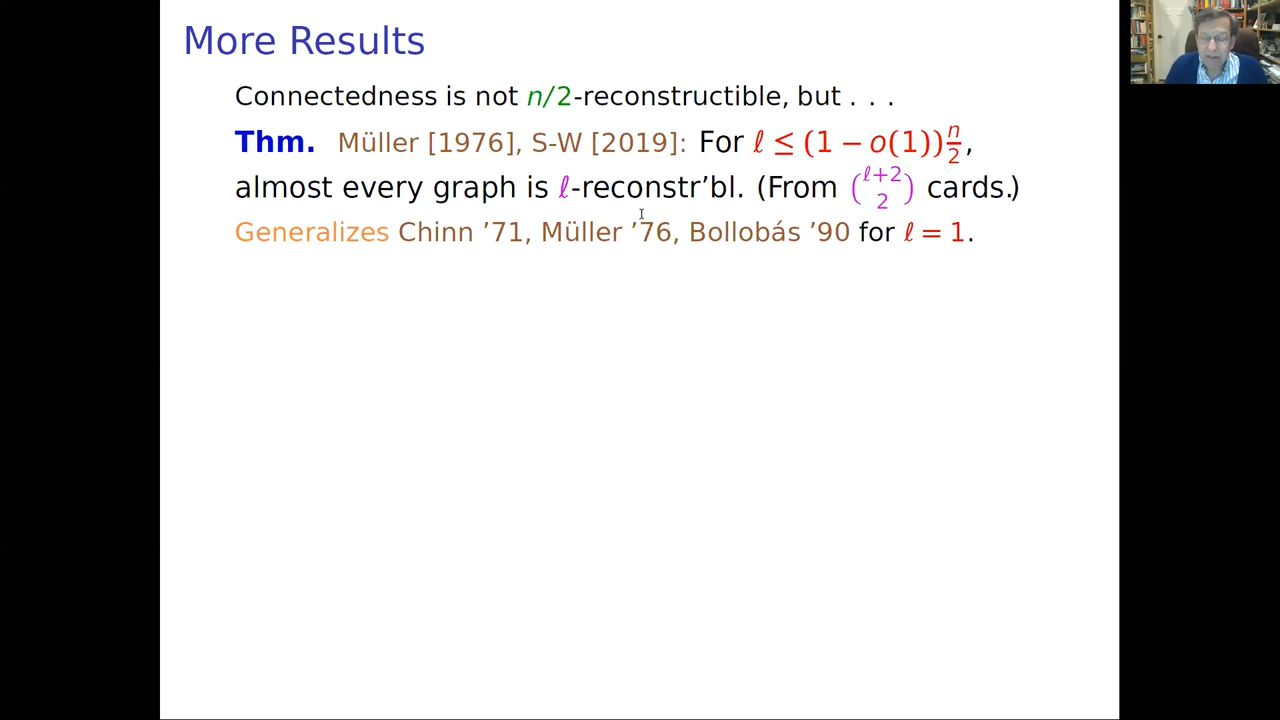 More Results
Connectedness is not n/2-reconstructible, but . . .
Thm. Müller [1976], S-W [2019]: For ℓ ≤ (1 − o(1))n/2,
almost every graph is ℓ-reconstr’bl. (From (ℓ+2 2) cards.)
Generalizes Chinn ’71, Müller ’76, Bollobás ’90 for ℓ = 1.